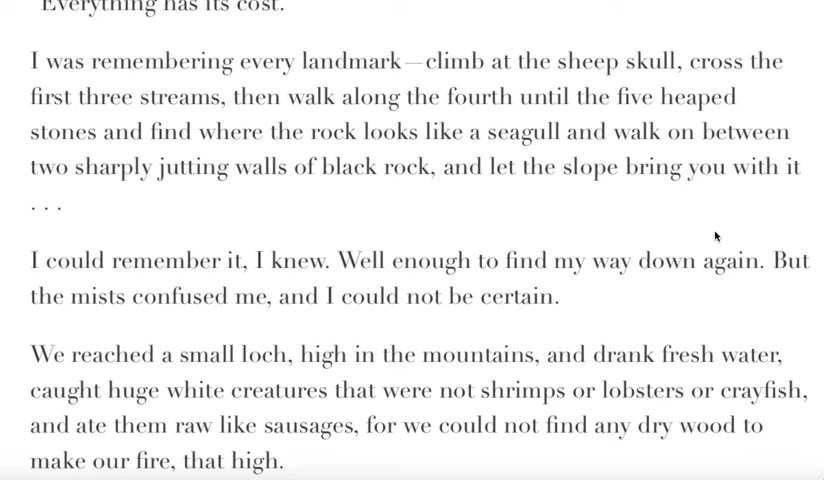 "Everything has its cost."
I was remembering every landmark—climb at the sheep skull, cross the
first three streams, then walk along the fourth until the five heaped
stones and find where the rock looks like a seagull and walk on between
two sharply jutting walls of black rock, and let the slope bring you with it
. . .
I could remember it, I knew. Well enough to find my way down again. But
the mists confused me, and I could not be certain.
We reached a small loch, high in the mountains, and drank fresh water,
caught huge white creatures that were not shrimps or lobsters or crayfish,
and ate them raw like sausages, for we could not find any dry wood to
make our fire, that high.